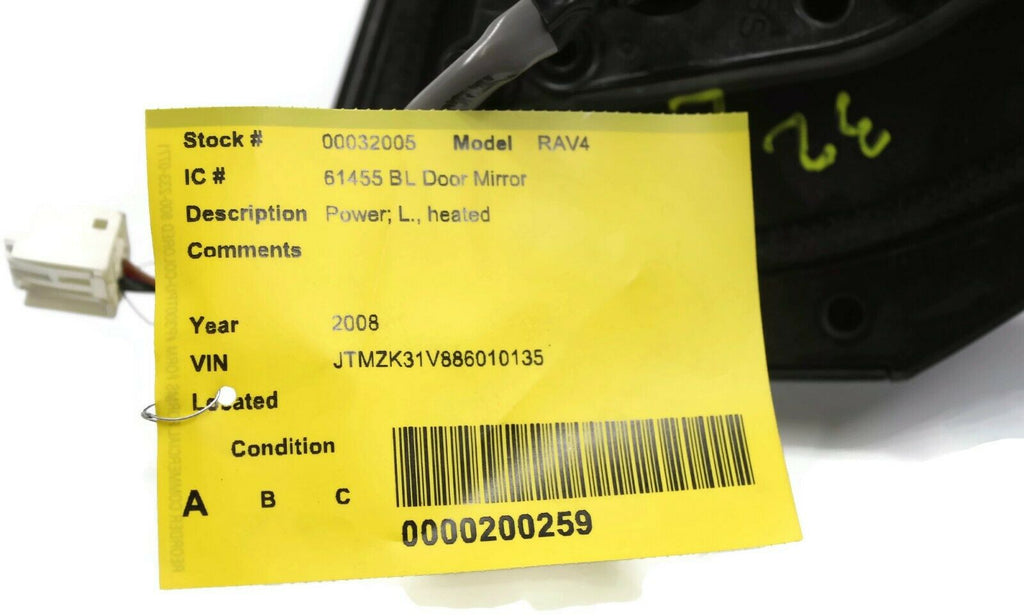 Stock # 00032005 Model RAV4
IC # 61455 BL Door Mirror
Description Power; L., heated
Comments
Year 2008
VIN JTMZK31V886010135
Located
Condition
A B C
0000200259